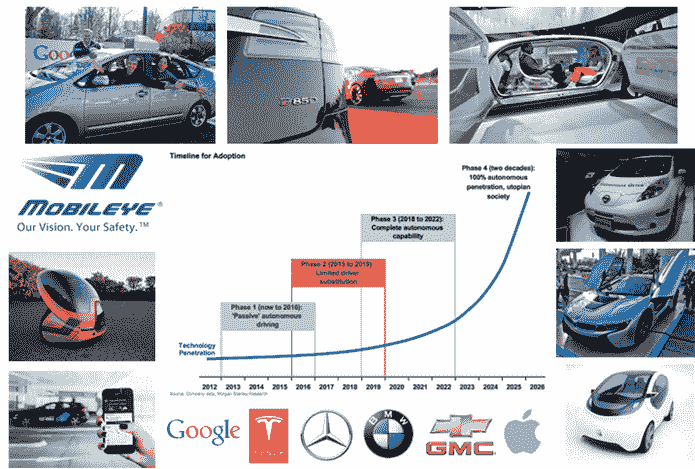 Google
P85D
MOBILEYE®
Our Vision. Your Safety.™
Timeline for Adoption
Phase 4 (two decades):
100% autonomous
penetration, utopian
society
Phase 3 (2018 to 2022):
Complete autonomous
capability
Phase 2 (2015 to 2019)
Limited driver
substitution
Phase 1 (now to 2016):
'Passive' autonomous
driving
Technology
Penetration
2012 2013 2014 2015 2016 2017 2018 2019 2020 2021 2022 2023 2024 2025 2026
Source: Company data, Morgan Stanley Research
Google
BMW
GMC